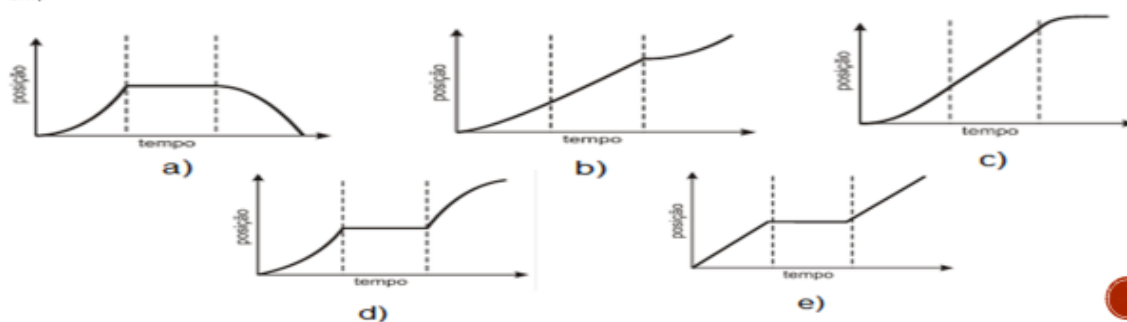 posição
tempo
a)
posição
tempo
b)
posição
tempo
c)
posição
tempo
d)
posição
tempo
e)